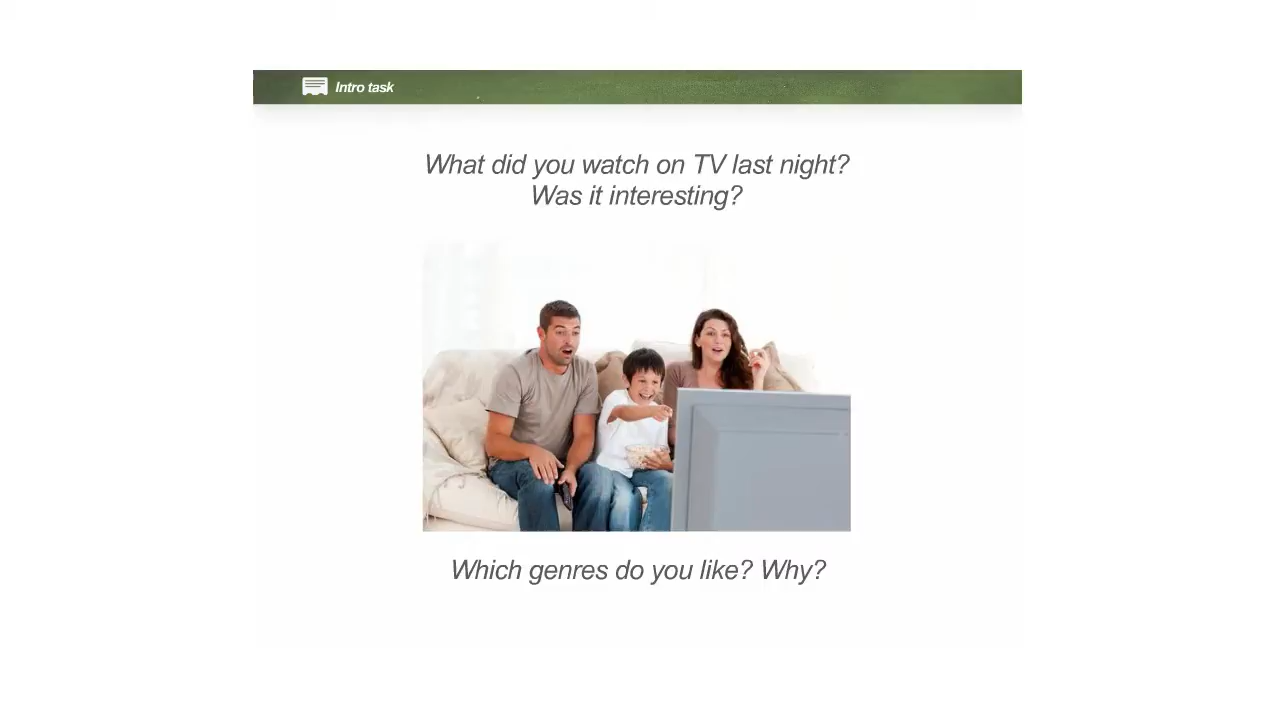 Intro task
What did you watch on TV last night?
Was it interesting?
Which genres do you like? Why?